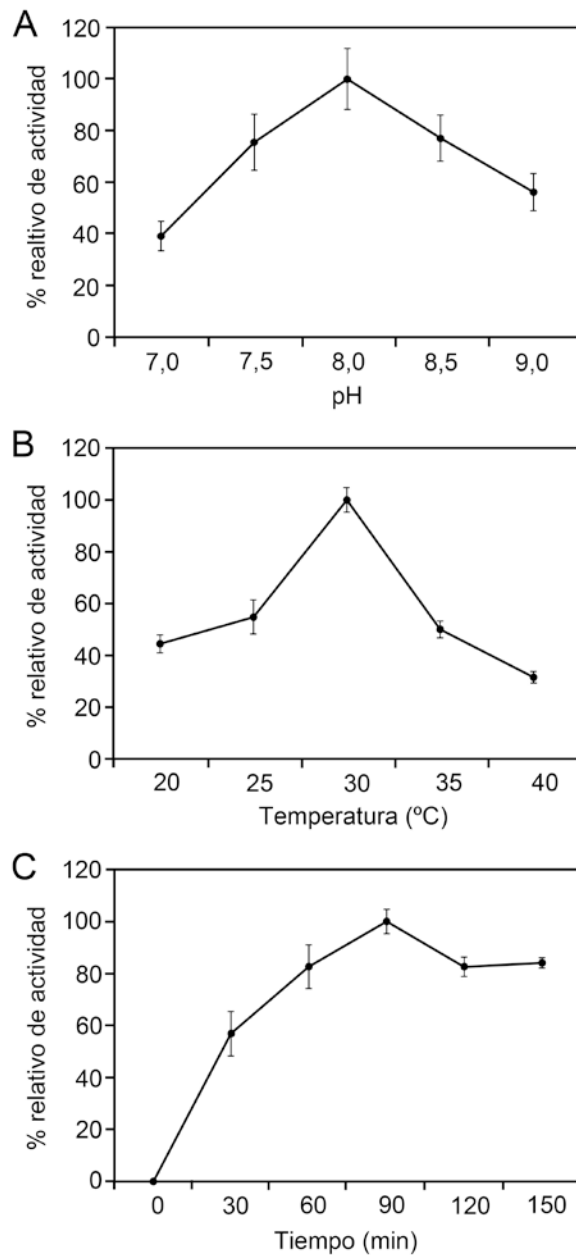 A
120
100
80
60
40
20
0
% realtivo de actividad
7,0 7,5 8,0 8,5 9,0
pH
B
120
100
80
60
40
20
0
% relativo de actividad
20 25 30 35 40
Temperatura (ºC)
C
120
100
80
60
40
20
0
% relativo de actividad
0 30 60 90 120 150
Tiempo (min)